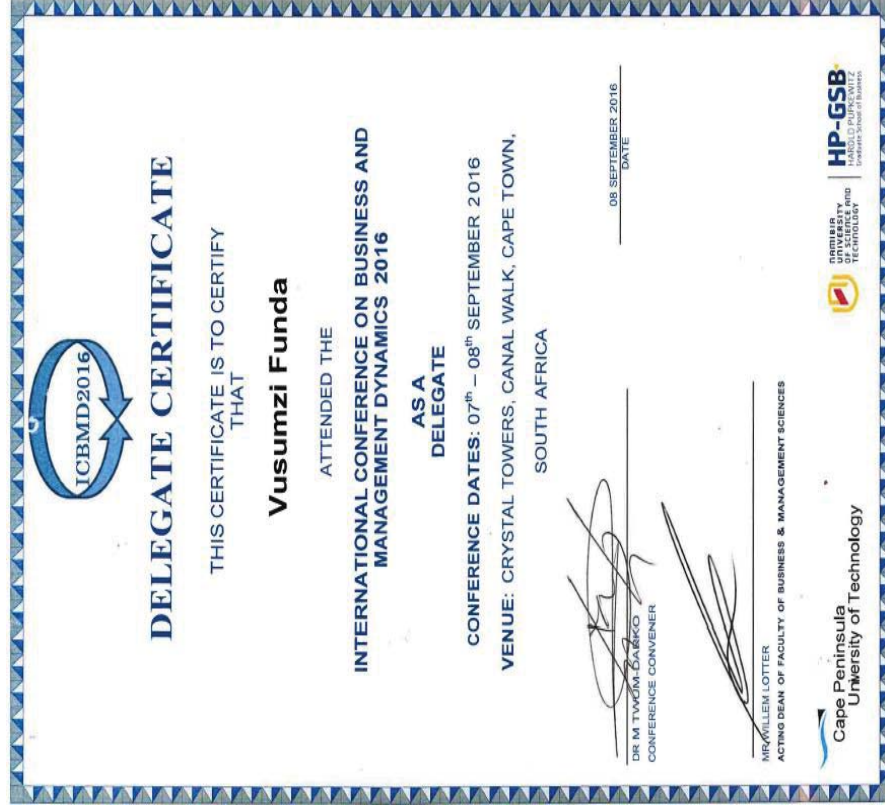 ICBMD2016
DELEGATE CERTIFICATE
THIS CERTIFICATE IS TO CERTIFY
THAT
Vusumzi Funda
ATTENDED THE
INTERNATIONAL CONFERENCE ON BUSINESS AND
MANAGEMENT DYNAMICS 2016
AS A
DELEGATE
CONFERENCE DATES: 07th – 08th SEPTEMBER 2016
VENUE: CRYSTAL TOWERS, CANAL WALK, CAPE TOWN,
SOUTH AFRICA
DR M TWUM-DARKO
CONFERENCE CONVENER
08 SEPTEMBER 2016
DATE
MR WILLEM LOTTER
ACTING DEAN OF FACULTY OF BUSINESS & MANAGEMENT SCIENCES
Cape Peninsula
University of Technology
NAMIBIA
UNIVERSITY
OF SCIENCE AND
TECHNOLOGY
HP-GSB
HAROLD PUPKEWITZ
Graduate School of Business